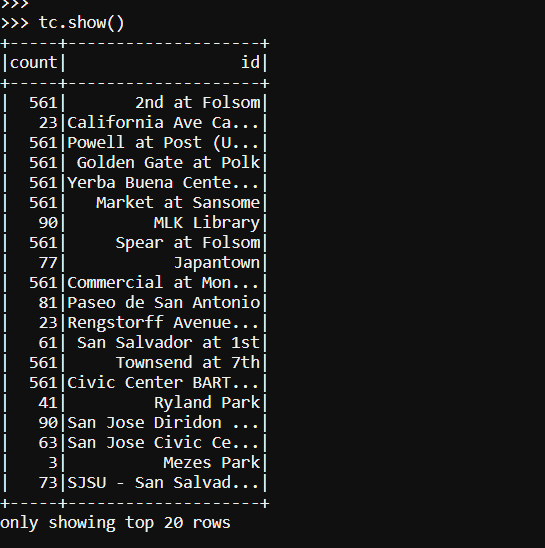 >>>
>>> tc.show()
+-----+--------------------+
|count|                  id|
+-----+--------------------+
|  561|       2nd at Folsom|
|   23|California Ave Ca...|
|  561|Powell at Post (U...|
|  561| Golden Gate at Polk|
|  561|Yerba Buena Cente...|
|  561|   Market at Sansome|
|   90|         MLK Library|
|  561|     Spear at Folsom|
|   77|           Japantown|
|  561|Commercial at Mon...|
|   81|Paseo de San Antonio|
|   23|Rengstorff Avenue...|
|   61| San Salvador at 1st|
|  561|     Townsend at 7th|
|  561|Civic Center BART...|
|   41|         Ryland Park|
|   90|San Jose Diridon ...|
|   63|San Jose Civic Ce...|
|    3|          Mezes Park|
|   73|SJSU - San Salvad...|
+-----+--------------------+
only showing top 20 rows